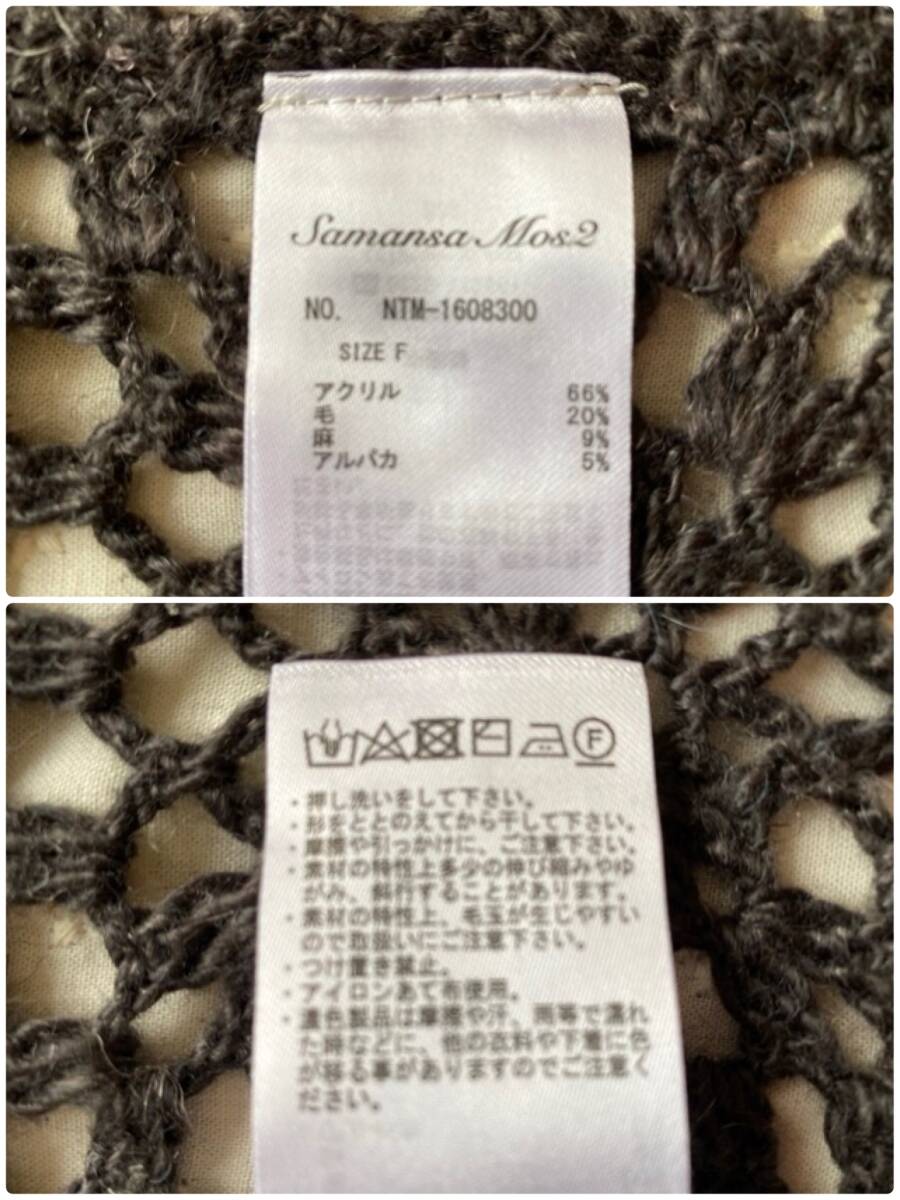 Samansa Mos2
NO. NTM-1608300
SIZE F
アクリル 66%
毛 20%
麻 9%
アルパカ 5%
F
・押し洗いをして下さい。
・形をととのえてから干して下さい。
・摩擦や引っかけに、ご注意下さい。
・素材の特性上多少の伸び縮みやゆ
がみ、斜行することがあります。
・素材の特性上、毛玉が生じやすい
ので取扱いにご注意下さい。
・つけ置き禁止。
・アイロンあて布使用。
・濃色製品は摩擦や汗、雨等で濡れ
た時などに、他の衣料や下着に色
が移る事がありますのでご注意く
ださい。